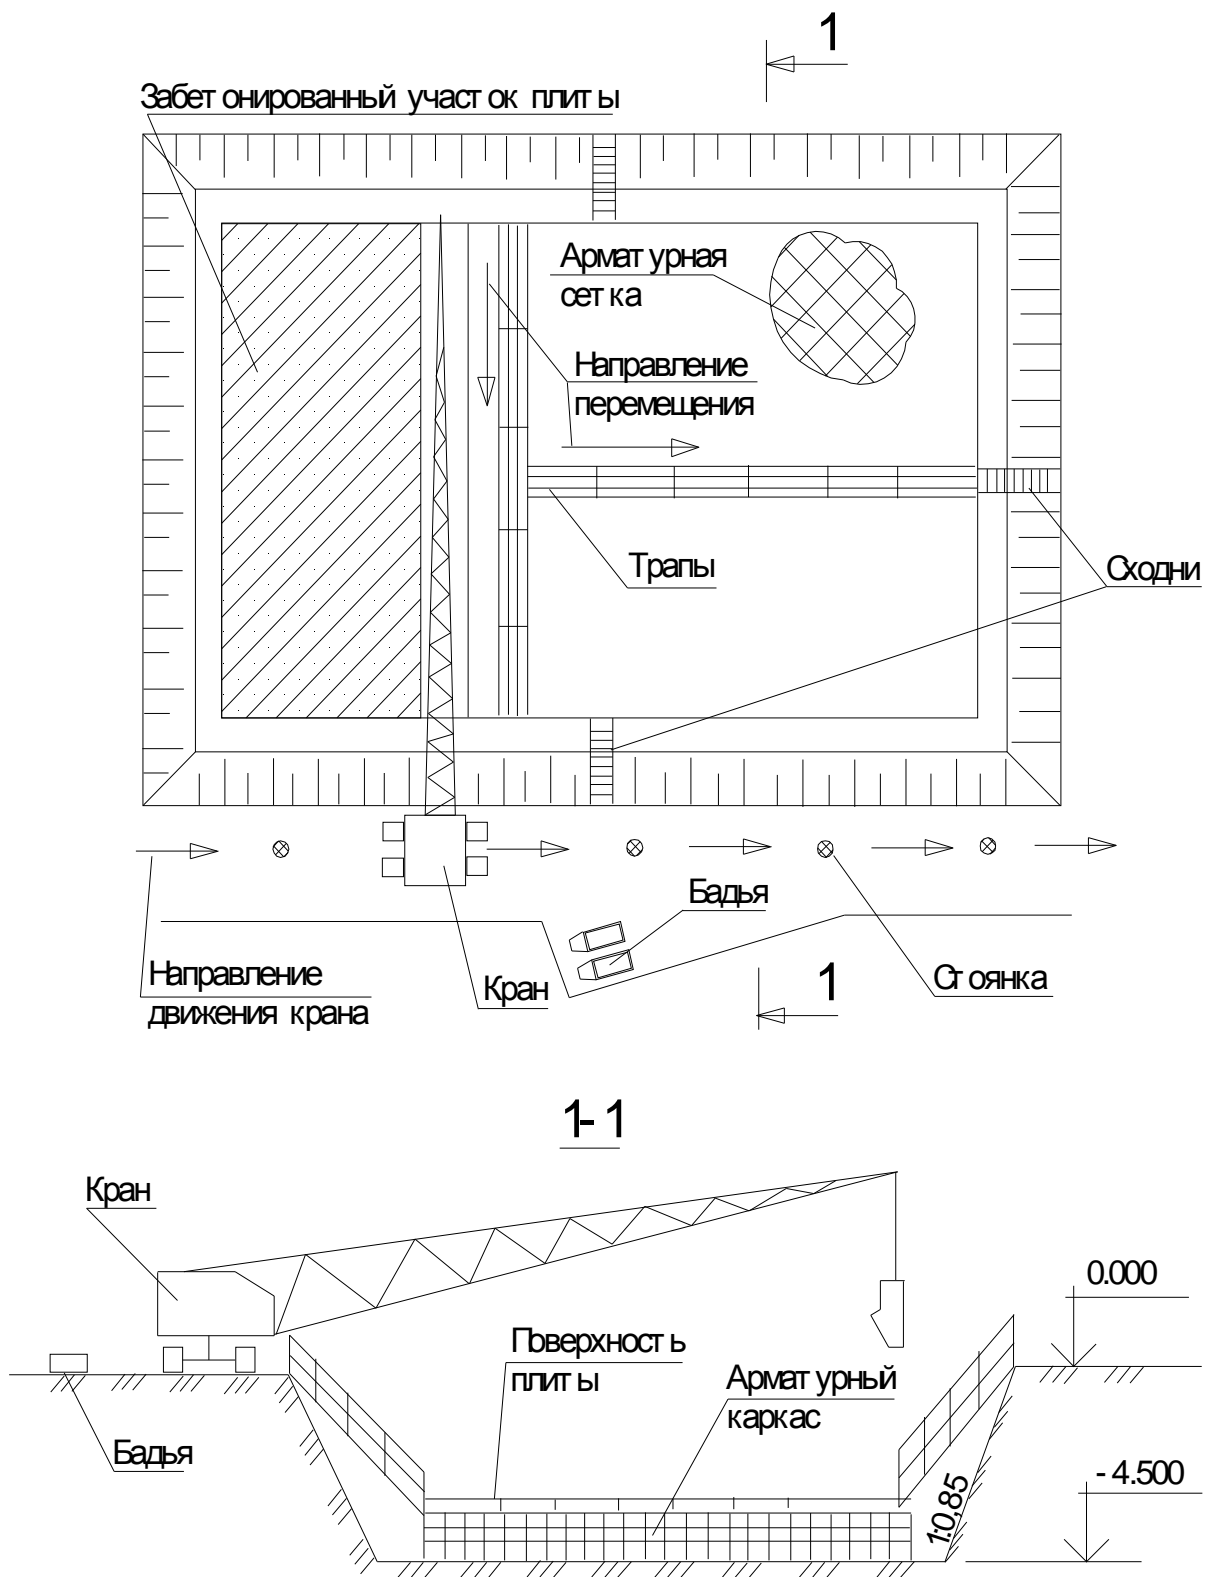 1
Забетонированный участок плиты
Арматурная
сетка
Направление
перемещения
Трапы
Сходни
Бадья
Направление
движения крана
Кран
1
Стоянка
1-1
Кран
0.000
Поверхность
плиты
Арматурный
каркас
Бадья
-4.500
1:0,85